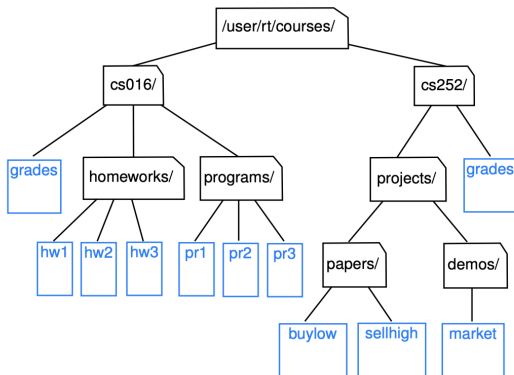 /user/rt/courses/
cs016/
cs252/
grades
homeworks/
programs/
projects/
grades
hw1
hw2
hw3
pr1
pr2
pr3
papers/
demos/
buylow
sellhigh
market